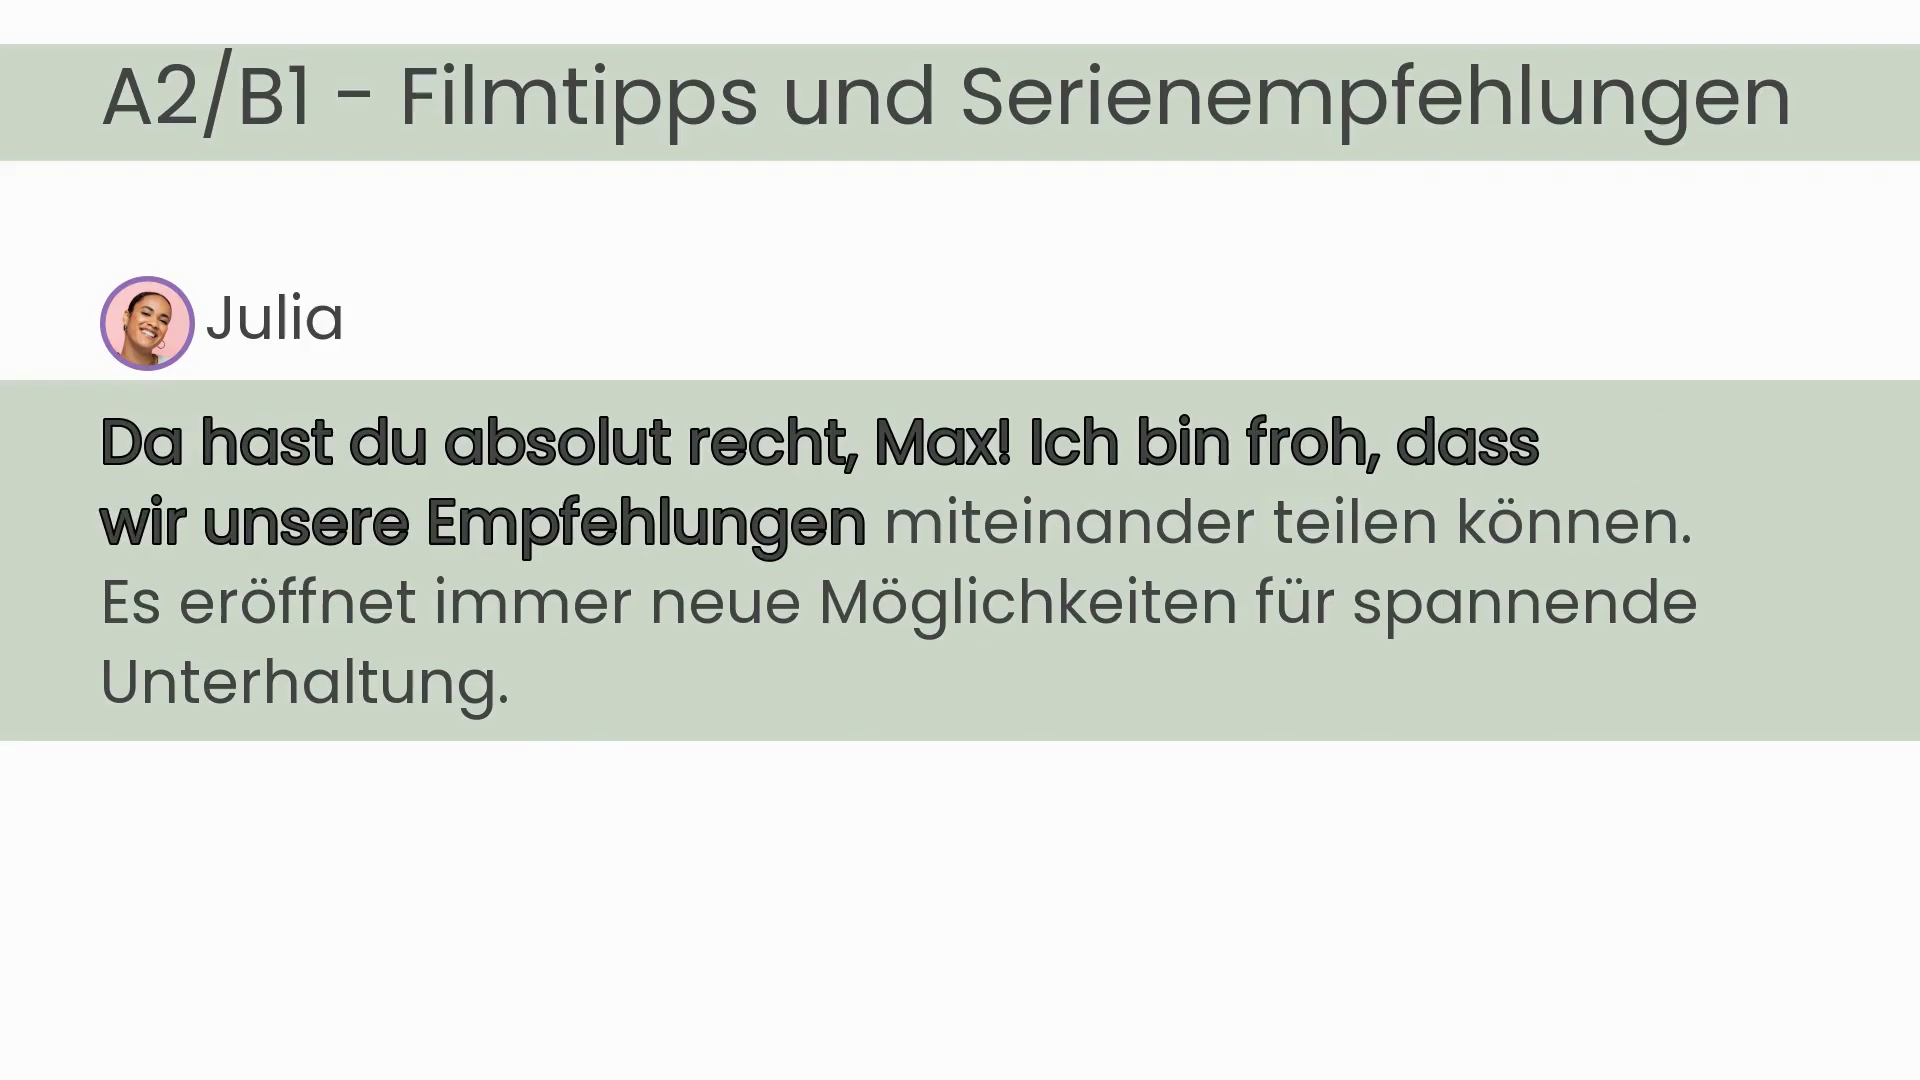 A2/B1 - Filmtipps und Serienempfehlungen
Julia
Da hast du absolut recht, Max! Ich bin froh, dass
wir unsere Empfehlungen miteinander teilen können.
Es eröffnet immer neue Möglichkeiten für spannende
Unterhaltung.